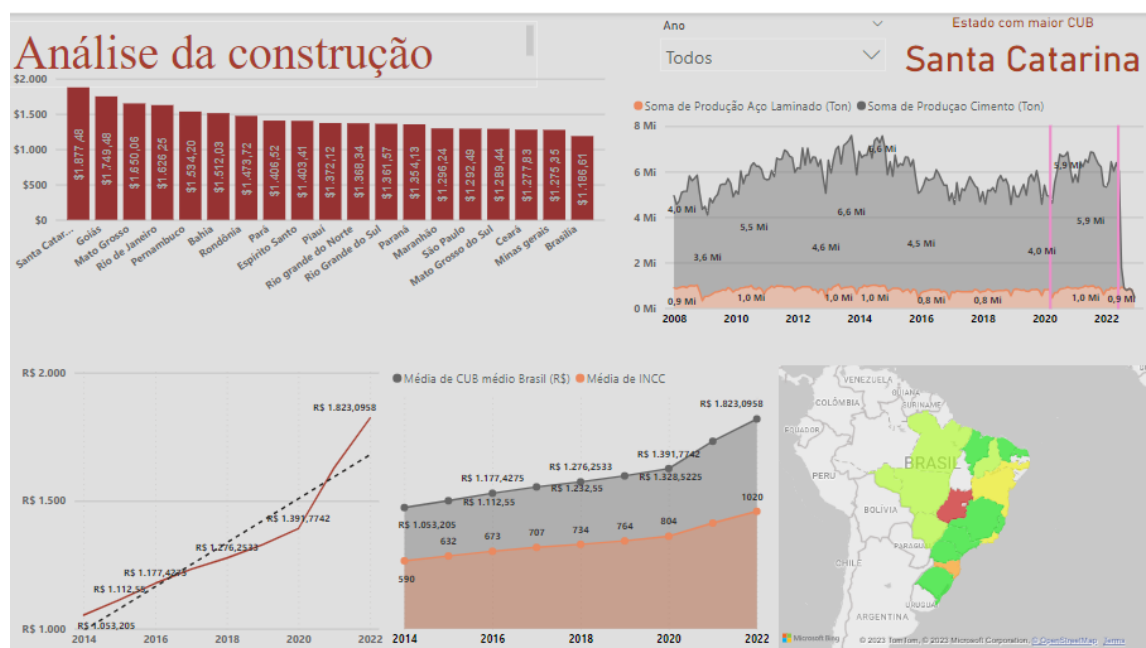 Análise da construção
Ano
Todos
Estado com maior CUB
Santa Catarina
$2.000
$1.500
$1.000
$500
$0
$1.877,48
$1.749,48
$1.650,06
$1.626,25
$1.534,20
$1.512,03
$1.473,72
$1.406,52
$1.403,41
$1.372,12
$1.368,34
$1.361,57
$1.354,13
$1.296,24
$1.292,49
$1.289,44
$1.277,83
$1.275,35
$1.186,61
Santa Catar...
Goiás
Mato Grosso
Rio de Janeiro
Pernambuco
Bahia
Rondônia
Pará
Espírito Santo
Piauí
Rio grande do Norte
Rio Grande do Sul
Paraná
Maranhão
São Paulo
Mato Grosso do Sul
Ceará
Minas gerais
Brasília
Soma de Produção Aço Laminado (Ton) Soma de Produçao Cimento (Ton)
8 Mi
6 Mi
4 Mi
2 Mi
0 Mi
6,6 Mi
5,9 Mi
4,0 Mi
6,6 Mi
5,5 Mi
5,9 Mi
4,6 Mi
4,5 Mi
4,0 Mi
3,6 Mi
0,9 Mi
1,0 Mi
1,0 Mi
1,0 Mi
0,8 Mi
0,8 Mi
1,0 Mi
0,9 Mi
2008 2010 2012 2014 2016 2018 2020 2022
R$ 2.000
R$ 1.500
R$ 1.000
R$ 1.823,0958
R$ 1.391,7742
R$ 1.276,2533
R$ 1.177,4275
R$ 1.112,55
R$ 1.053,205
2014 2016 2018 2020 2022
Média de CUB médio Brasil (R$) Média de INCC
R$ 1.823,0958
R$ 1.391,7742
R$ 1.276,2533
R$ 1.177,4275
R$ 1.328,5225
R$ 1.232,55
R$ 1.112,55
R$ 1.053,205
590
632
673
707
734
764
804
1020
2014 2016 2018 2020 2022
VENEZUELA
GUIANA
SURINAME
COLÔMBIA
EQUADOR
BRASIL
PERU
BOLÍVIA
PARAGUAI
CHILE
URUGUAI
ARGENTINA
Microsoft Bing
© 2023 TomTom, © 2023 Microsoft Corporation, © OpenStreetMap Terms